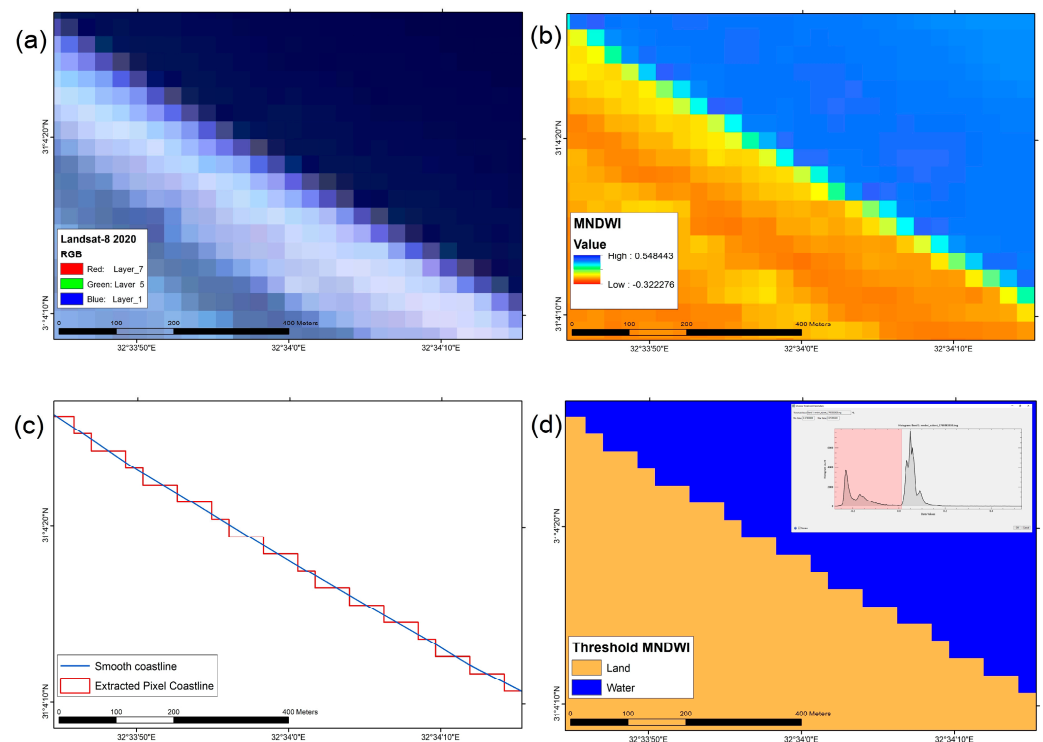 (a)
31°4'20"N
31°4'10"N
Landsat-8 2020
RGB
Red: Layer_7
Green: Layer 5
Blue: Layer_1
0 100 200 400 Meters
32°33'50"E 32°34'0"E 32°34'10"E
(b)
31°4'20"N
31°4'10"N
MNDWI
Value
High : 0.548443
Low : -0.322276
0 100 200 400 Meters
32°33'50"E 32°34'0"E 32°34'10"E
(c)
31°4'20"N
31°4'10"N
Smooth coastline
Extracted Pixel Coastline
0 100 200 400 Meters
32°33'50"E 32°34'0"E 32°34'10"E
(d)
31°4'20"N
31°4'10"N
Threshold MNDWI
Land
Water
0 100 200 400 Meters
32°33'50"E 32°34'0"E 32°34'10"E